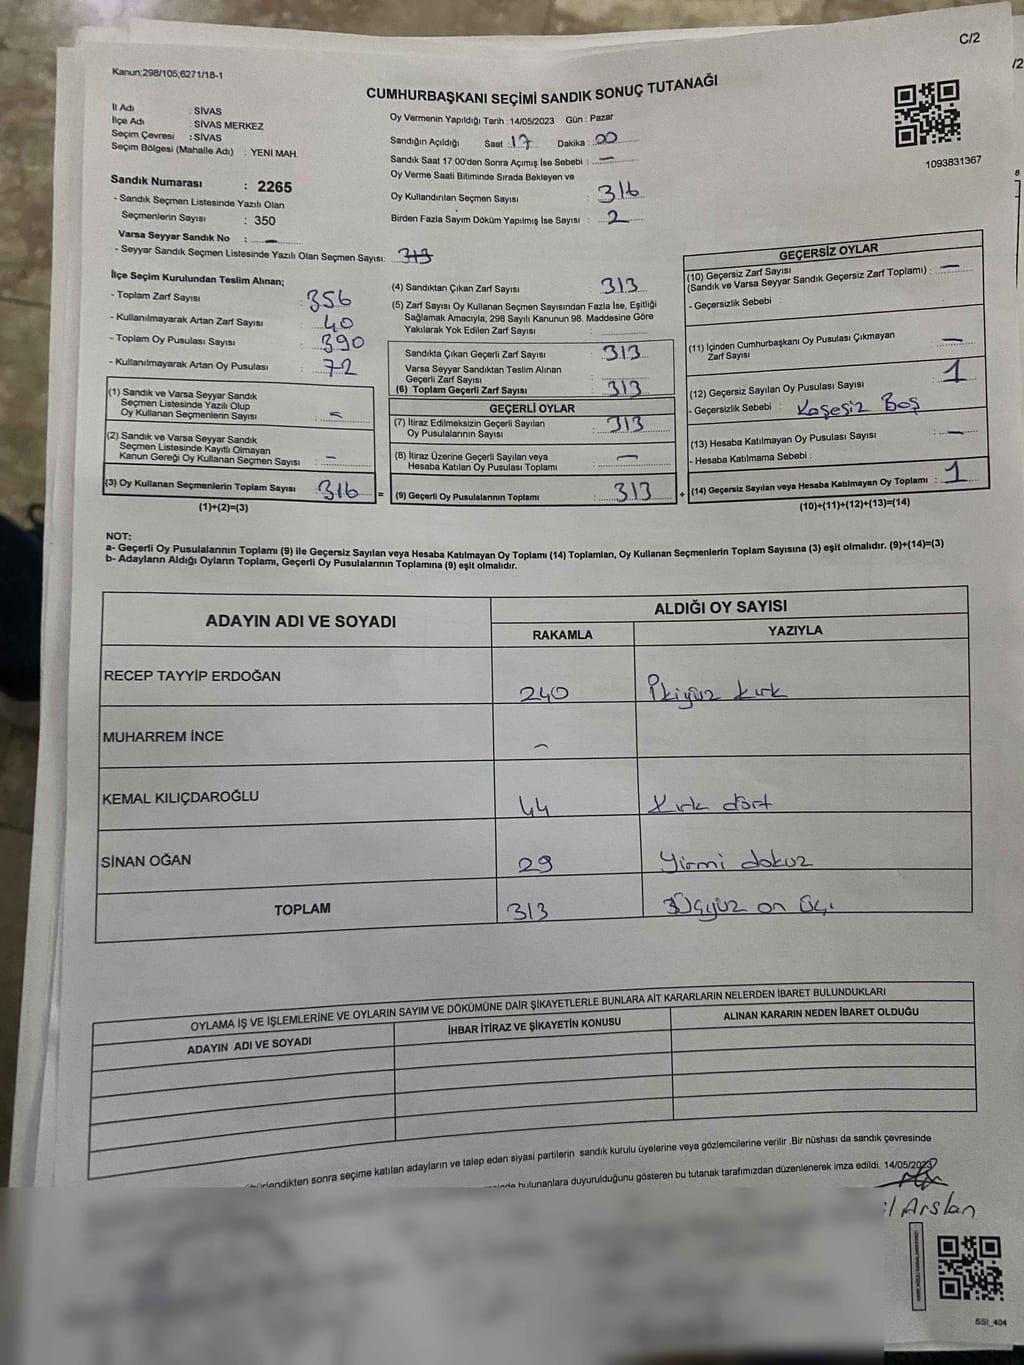 C/2
/2
Kanun:298/105;6271/18-1
CUMHURBAŞKANI SEÇİMİ SANDIK SONUÇ TUTANAĞI
1093831367
İl Adı : SİVAS
İlçe Adı : SİVAS MERKEZ
Seçim Çevresi : SİVAS
Seçim Bölgesi (Mahalle Adı) : YENİ MAH.
Sandık Numarası : 2265
- Sandık Seçmen Listesinde Yazılı Olan
Seçmenlerin Sayısı : 350
Varsa Seyyar Sandık No : –
- Seyyar Sandık Seçmen Listesinde Yazılı Olan Seçmen Sayısı: 313
Oy Vermenin Yapıldığı Tarih : 14/05/2023 Gün : Pazar
Sandığın Açıldığı Saat : 17 Dakika : 00
Sandık Saat 17:00'den Sonra Açımış İse Sebebi : –
Oy Verme Saati Bitiminde Sırada Bekleyen ve
Oy Kullandırılan Seçmen Sayısı : 316
Birden Fazla Sayım Döküm Yapılmış İse Sayısı : 2
İlçe Seçim Kurulundan Teslim Alınan;
- Toplam Zarf Sayısı : 356
- Kullanılmayarak Artan Zarf Sayısı : 40
- Toplam Oy Pusulası Sayısı : 390
- Kullanılmayarak Artan Oy Pusulası : 72
(1) Sandık ve Varsa Seyyar Sandık
Seçmen Listesinde Yazılı Olup
Oy Kullanan Seçmenlerin Sayısı : –
(2) Sandık ve Varsa Seyyar Sandık
Seçmen Listesinde Kayıtlı Olmayan
Kanun Gereği Oy Kullanan Seçmen Sayısı : –
(3) Oy Kullanan Seçmenlerin Toplam Sayısı : 316 =
(1)+(2)=(3)
(4) Sandıktan Çıkan Zarf Sayısı : 313
(5) Zarf Sayısı Oy Kullanan Seçmen Sayısından Fazla İse, Eşitliği
Sağlamak Amacıyla; 298 Sayılı Kanunun 98. Maddesine Göre
Yakılarak Yok Edilen Zarf Sayısı :
Sandıkta Çıkan Geçerli Zarf Sayısı : 313
Varsa Seyyar Sandıktan Teslim Alınan
Geçerli Zarf Sayısı :
(6) Toplam Geçerli Zarf Sayısı : 313
GEÇERLİ OYLAR
(7) İtiraz Edilmeksizin Geçerli Sayılan
Oy Pusulalarının Sayısı : 313
(8) İtiraz Üzerine Geçerli Sayılan veya
Hesaba Katılan Oy Pusulası Toplamı : –
(9) Geçerli Oy Pusulalarının Toplamı : 313 +
GEÇERSİZ OYLAR
(10) Geçersiz Zarf Sayısı
(Sandık ve Varsa Seyyar Sandık Geçersiz Zarf Toplamı) : –
- Geçersizlik Sebebi :
(11) İçinden Cumhurbaşkanı Oy Pusulası Çıkmayan
Zarf Sayısı : –
(12) Geçersiz Sayılan Oy Pusulası Sayısı : 1
- Geçersizlik Sebebi : Kaşesiz Boş
(13) Hesaba Katılmayan Oy Pusulası Sayısı : –
- Hesaba Katılmama Sebebi :
(14) Geçersiz Sayılan veya Hesaba Katılmayan Oy Toplamı : 1
(10)+(11)+(12)+(13)=(14)
NOT:
a- Geçerli Oy Pusulalarının Toplamı (9) ile Geçersiz Sayılan veya Hesaba Katılmayan Oy Toplamı (14) Toplamları, Oy Kullanan Seçmenlerin Toplam Sayısına (3) eşit olmalıdır. (9)+(14)=(3)
b- Adayların Aldığı Oyların Toplamı, Geçerli Oy Pusulalarının Toplamına (9) eşit olmalıdır.
ADAYIN ADI VE SOYADI ALDIĞI OY SAYISI
RAKAMLA YAZIYLA
RECEP TAYYİP ERDOĞAN 240 İkiyüz kırk
MUHARREM İNCE –
KEMAL KILIÇDAROĞLU 44 kırk dört
SİNAN OĞAN 29 Yirmi dokuz
TOPLAM 313 Üçyüz on üç.
OYLAMA İŞ VE İŞLEMLERİNE VE OYLARIN SAYIM VE DÖKÜMÜNE DAİR ŞİKAYETLERLE BUNLARA AİT KARARLARIN NELERDEN İBARET BULUNDUKLARI
ADAYIN ADI VE SOYADI İHBAR İTİRAZ VE ŞİKAYETİN KONUSU ALINAN KARARIN NEDEN İBARET OLDUĞU
sonra seçime katılan adayların ve talep eden siyasi partilerin sandık kurulu üyelerine veya gözlemcilerine verilir .Bir nüshası da sandık çevresinde
bulunanlara duyurulduğunu gösteren bu tutanak tarafımızdan düzenlenerek imza edildi. 14/05/2023
Arslan
SSI_404